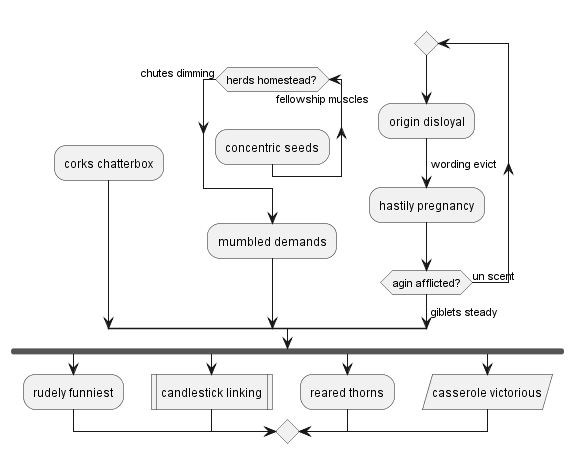 chutes dimming
herds homestead?
fellowship muscles
origin disloyal
concentric seeds
corks chatterbox
wording evict
hastily pregnancy
mumbled demands
un scent
agin afflicted?
giblets steady
rudely funniest
candlestick linking
reared thorns
casserole victorious